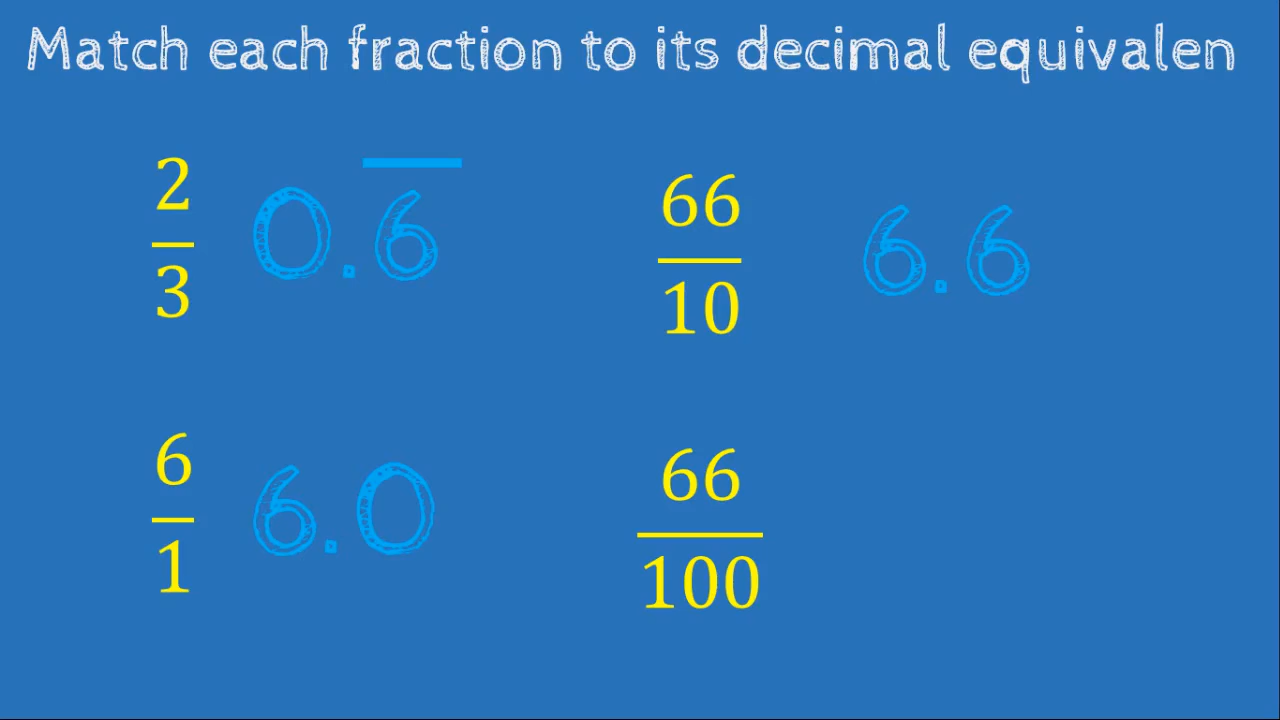 Match each fraction to its decimal equivalen
2/3 0.6̅ 66/10 6.6
6/1 6.0 66/100